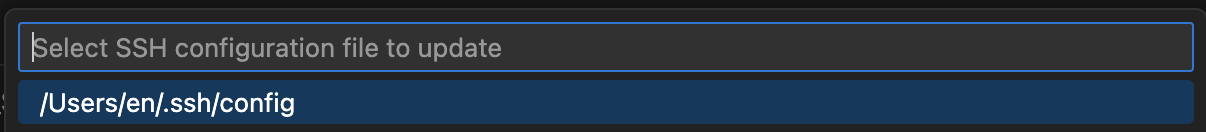 Select SSH configuration file to update
/Users/en/.ssh/config